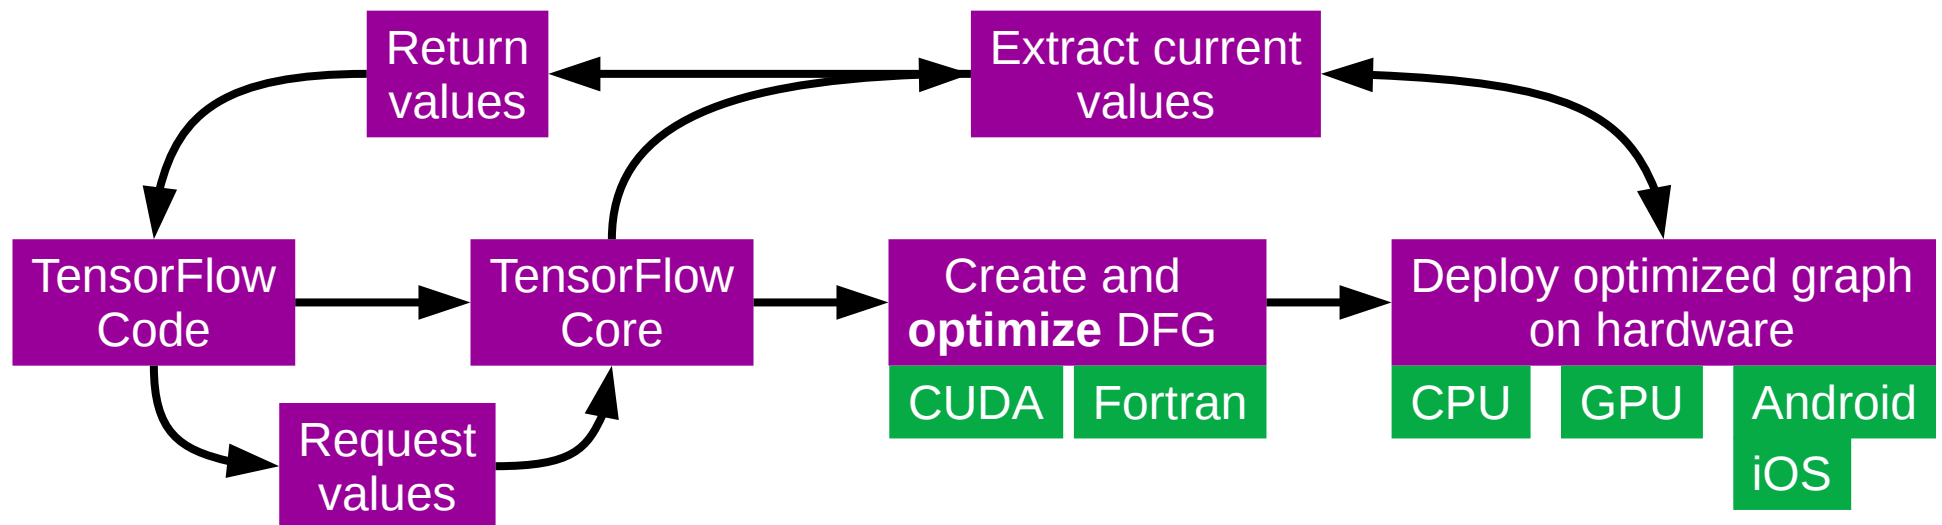 Return
values
Extract current
values
TensorFlow
Code
TensorFlow
Core
Create and
optimize DFG
Deploy optimized graph
on hardware
CUDA
Fortran
CPU
GPU
Android
iOS
Request
values